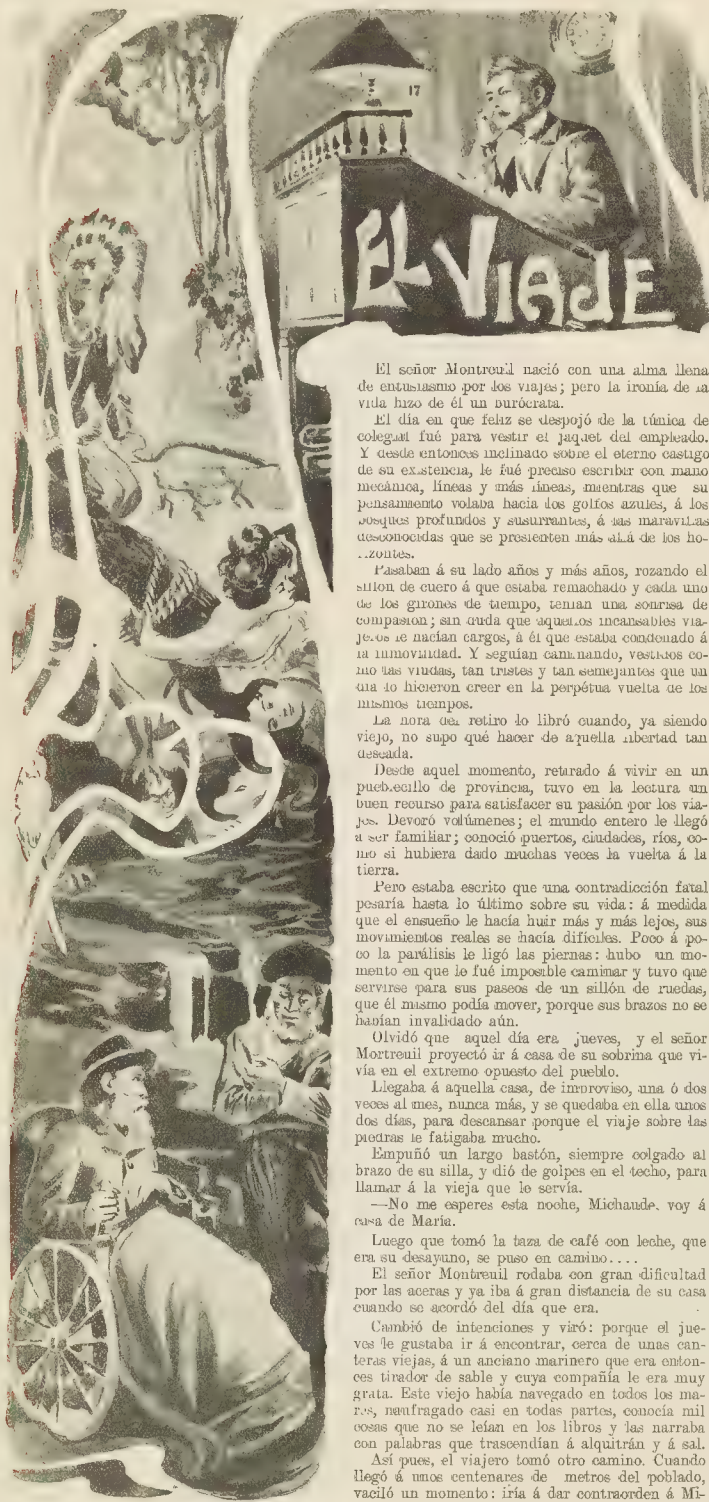 17
EL VIAJE
El señor Montreuil nació con una alma llena
de entusiasmo por los viajes; pero la ironía de la
vida hizo de él un burócrata.
El día en que feliz se despojó de la túnica de
colegial fué para vestir el jaquet del empleado.
Y desde entonces inclinado sobre el eterno castigo
de su existencia, le fué preciso escribir con mano
mecánica, líneas y más líneas, mientras que su
pensamiento volaba hacia los golfos azules, á los
bosques profundos y susurrantes, á las maravillas
desconocidas que se presienten más allá de los ho-
rizontes.
Pasaban á su lado años y más años, rozando el
sillón de cuero á que estaba remachado y cada uno
de los girones de tiempo, tenían una sonrisa de
compasión; sin duda que aquellos incansables via-
jeros le hacían cargos, á él que estaba condenado á
la inmovilidad. Y seguían caminando, vestidos co-
mo las viudas, tan tristes y tan semejantes que un
día lo hicieron creer en la perpétua vuelta de los
mismos tiempos.
La hora del retiro lo libró cuando, ya siendo
viejo, no supo qué hacer de aquella libertad tan
deseada.
Desde aquel momento, retirado á vivir en un
pueblecillo de provincia, tuvo en la lectura un
buen recurso para satisfacer su pasión por los via-
jes. Devoró volúmenes; el mundo entero le llegó
á ser familiar; conoció puertos, ciudades, ríos, co-
mo si hubiera dado muchas veces la vuelta á la
tierra.
Pero estaba escrito que una contradicción fatal
pesaría hasta lo último sobre su vida: á medida
que el ensueño le hacía huir más y más lejos, sus
movimientos reales se hacía difíciles. Poco á po-
co la parálisis le ligó las piernas: hubo un mo-
mento en que le fué imposible caminar y tuvo que
servirse para sus paseos de un sillón de ruedas,
que él mismo podía mover, porque sus brazos no se
habían invalidado aún.
Olvidó que aquel día era jueves, y el señor
Mortreuil proyectó ir á casa de su sobrina que vi-
vía en el extremo opuesto del pueblo.
Llegaba á aquella casa, de improviso, una ó dos
veces al mes, nunca más, y se quedaba en ella unos
dos días, para descansar porque el viaje sobre las
piedras le fatigaba mucho.
Empuñó un largo bastón, siempre colgado al
brazo de su silla, y dió de golpes en el techo, para
llamar á la vieja que le servía.
—No me esperes esta noche, Michaude. voy á
casa de María.
Luego que tomó la taza de café con leche, que
era su desayuno, se puso en camino....
El señor Montreuil rodaba con gran dificultad
por las aceras y ya iba á gran distancia de su casa
cuando se acordó del día que era.
Cambió de intenciones y viró: porque el jue-
ves le gustaba ir á encontrar, cerca de unas can-
teras viejas, á un anciano marinero que era enton-
ces tirador de sable y cuya compañía le era muy
grata. Este viejo había navegado en todos los ma-
res, naufragado casi en todas partes, conocía mil
cosas que no se leían en los libros y las narraba
con palabras que trascendían á alquitrán y á sal.
Así pues, el viajero tomó otro camino. Cuando
llegó á unos centenares de metros del poblado,
vaciló un momento: iría á dar contraorden á Mi-